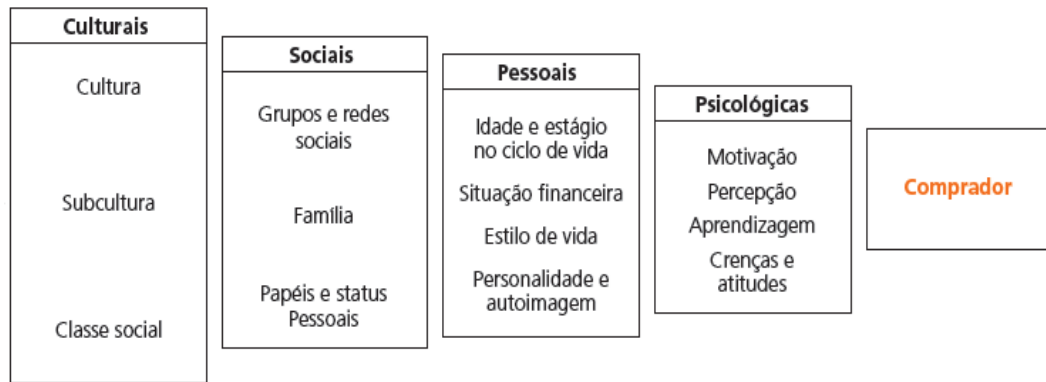 Culturais
Cultura
Subcultura
Classe social
Sociais
Grupos e redes
sociais
Família
Papéis e status
Pessoais
Pessoais
Idade e estágio
no ciclo de vida
Situação financeira
Estilo de vida
Personalidade e
autoimagem
Psicológicas
Motivação
Percepção
Aprendizagem
Crenças e
atitudes
Comprador